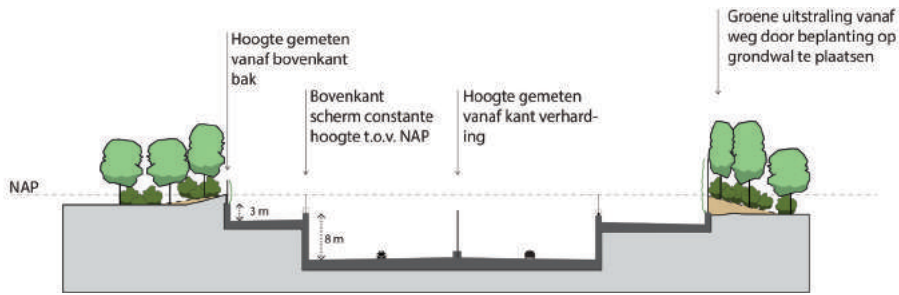 Groene uitstraling vanaf
weg door beplanting op
grondwal te plaatsen
Hoogte gemeten
vanaf bovenkant
bak
Bovenkant
scherm constante
hoogte t.o.v. NAP
Hoogte gemeten
vanaf kant verhard-
ing
NAP
3 m
8 m